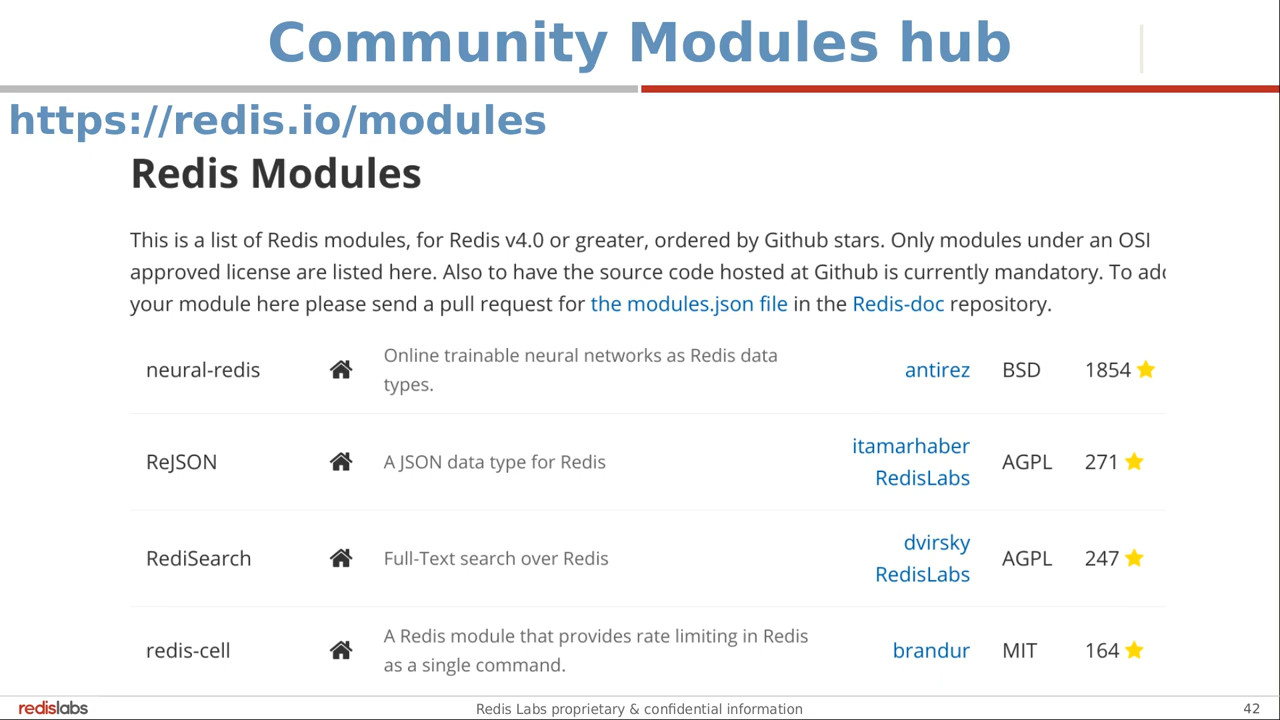 Community Modules hub
https://redis.io/modules
Redis Modules
This is a list of Redis modules, for Redis v4.0 or greater, ordered by Github stars. Only modules under an OSI
approved license are listed here. Also to have the source code hosted at Github is currently mandatory. To add
your module here please send a pull request for the modules.json file in the Redis-doc repository.
neural-redis
Online trainable neural networks as Redis data
types.
antirez
BSD
1854
ReJSON
A JSON data type for Redis
itamarhaber
RedisLabs
AGPL
271
RediSearch
Full-Text search over Redis
dvirsky
RedisLabs
AGPL
247
redis-cell
A Redis module that provides rate limiting in Redis
as a single command.
brandur
MIT
164
redislabs
Redis Labs proprietary & confidential information
42